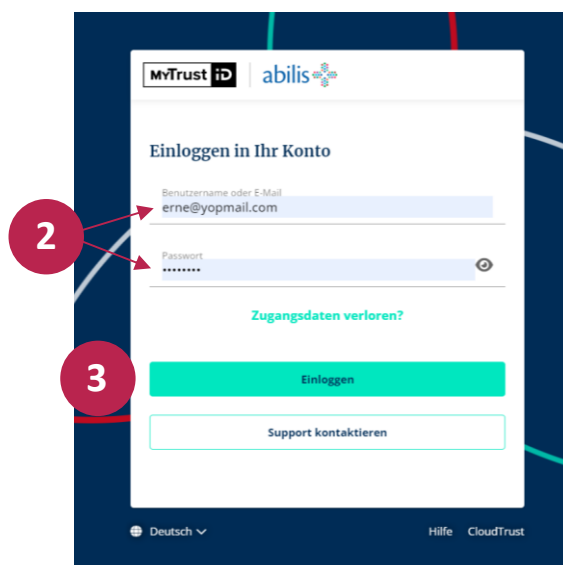 MYTrust iD abilis
Einloggen in Ihr Konto
Benutzername oder E-Mail
erne@yopmail.com
2
Passwort
••••••••
Zugangsdaten verloren?
3
Einloggen
Support kontaktieren
Deutsch
Hilfe CloudTrust